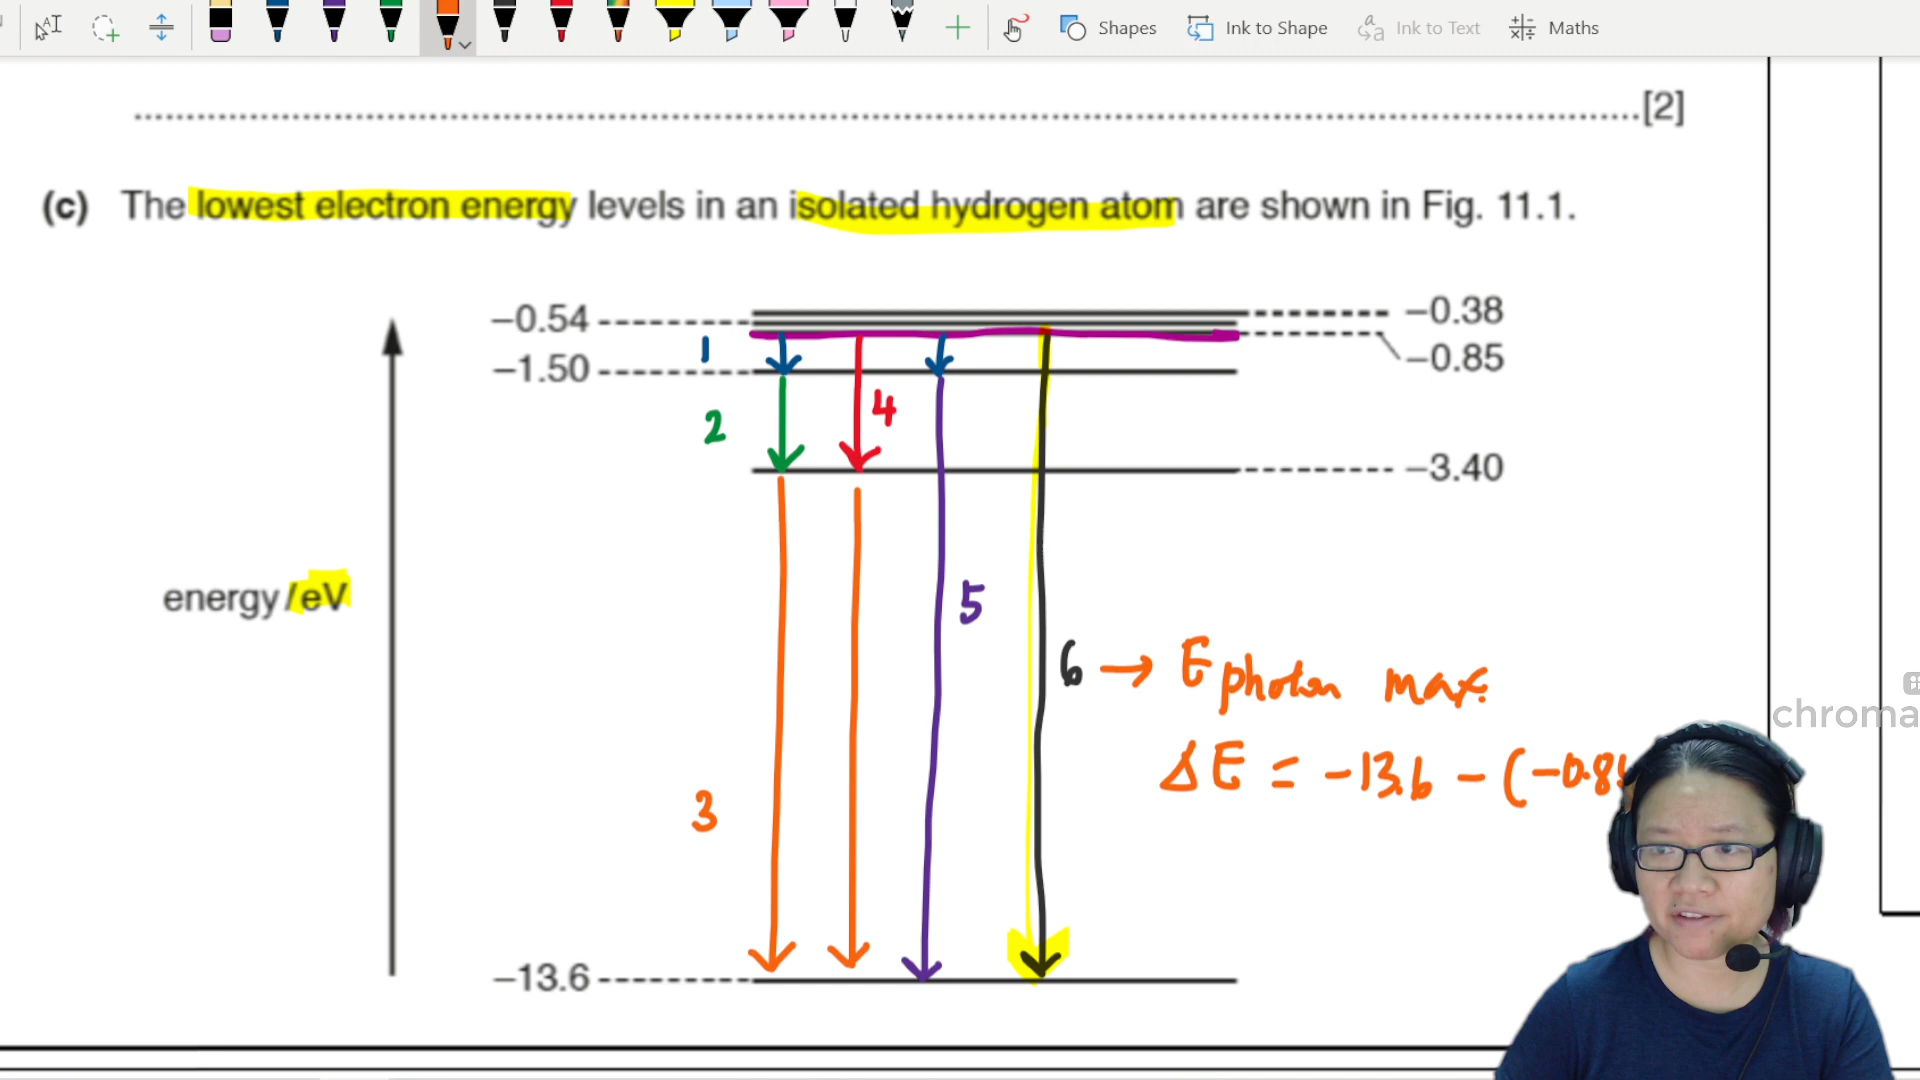 Shapes Ink to Shape Ink to Text Maths
[2]
(c) The lowest electron energy levels in an isolated hydrogen atom are shown in Fig. 11.1.
−0.54 −0.38
1 −0.85
−1.50
2 4
−3.40
energy/eV
5
6 → E photon max.
chroma
ΔE = -13.6 - (-0.8
3
−13.6